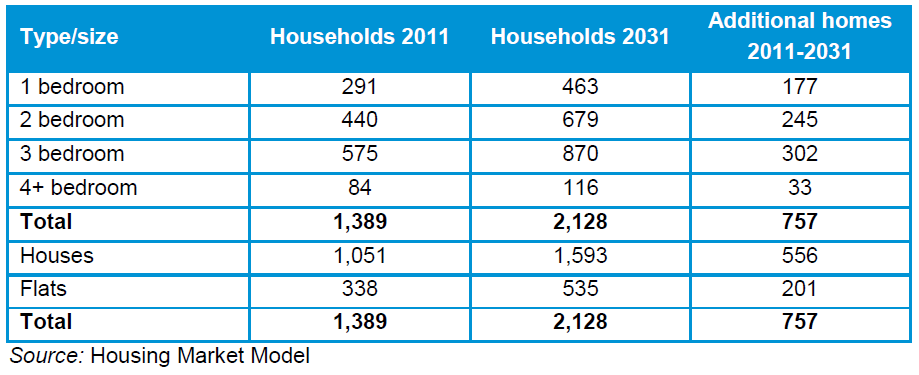 Type/size Households 2011 Households 2031 Additional homes 2011-2031
1 bedroom 291 463 177
2 bedroom 440 679 245
3 bedroom 575 870 302
4+ bedroom 84 116 33
Total 1,389 2,128 757
Houses 1,051 1,593 556
Flats 338 535 201
Total 1,389 2,128 757
Source: Housing Market Model